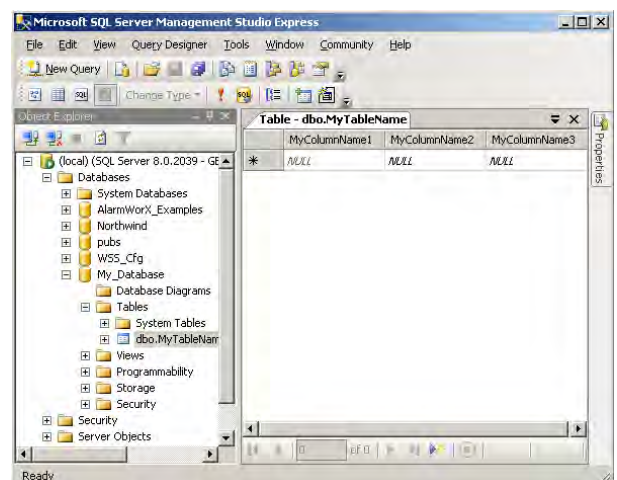 Microsoft SQL Server Management Studio Express
File Edit View Query Designer Tools Window Community Help
New Query
SQL Change Type
Object Explorer
Table - dbo.MyTableName
Properties
MyColumnName1 MyColumnName2 MyColumnName3
NULL NULL NULL
(local) (SQL Server 8.0.2039 - GE
Databases
System Databases
AlarmWorX_Examples
Northwind
pubs
WSS_Cfg
My_Database
Database Diagrams
Tables
System Tables
dbo.MyTableNam
Views
Programmability
Storage
Security
Security
Server Objects
0 of 0
Ready